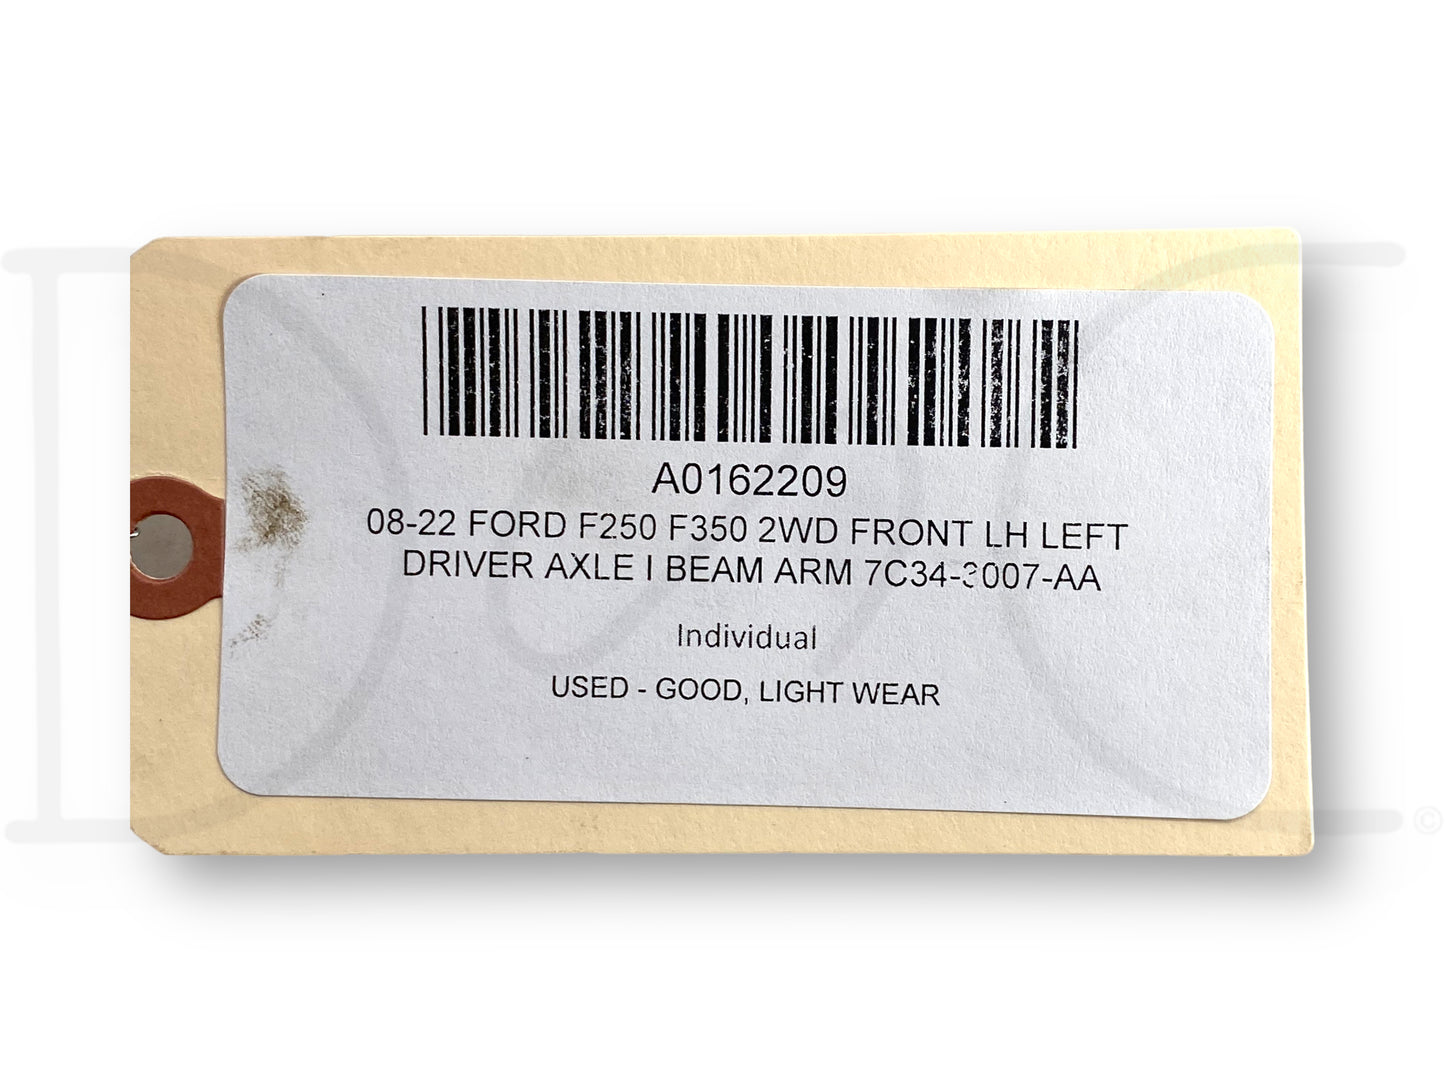 A0162209
08-22 FORD F250 F350 2WD FRONT LH LEFT
DRIVER AXLE I BEAM ARM 7C34-3007-AA
Individual
USED - GOOD, LIGHT WEAR
©